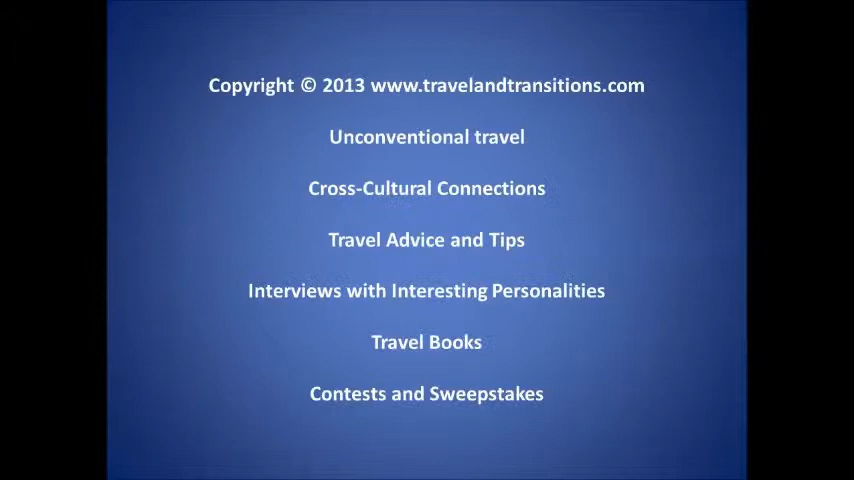 Copyright © 2013 www.travelandtransitions.com
Unconventional travel
Cross-Cultural Connections
Travel Advice and Tips
Interviews with Interesting Personalities
Travel Books
Contests and Sweepstakes